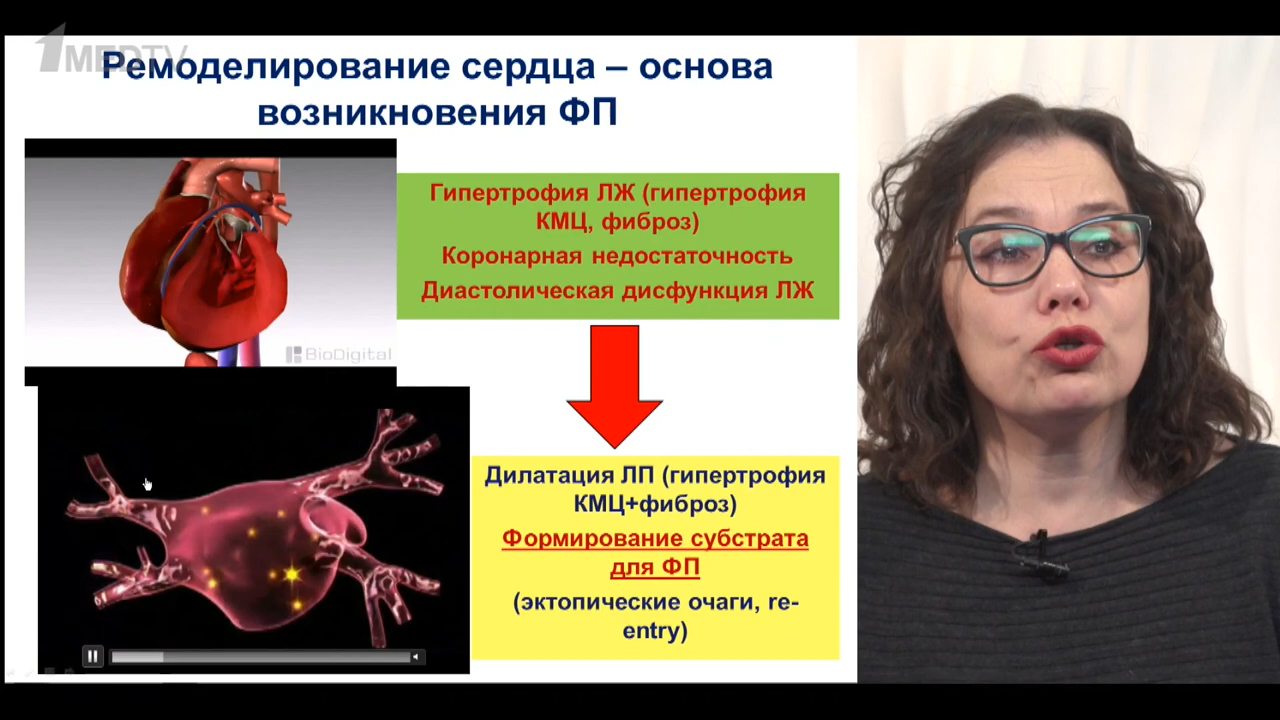 1MEDTV
Ремоделирование сердца – основа
возникновения ФП
Гипертрофия ЛЖ (гипертрофия
КМЦ, фиброз)
Коронарная недостаточность
Диастолическая дисфункция ЛЖ
BioDigital
Дилатация ЛП (гипертрофия
КМЦ+фиброз)
Формирование субстрата
для ФП
(эктопические очаги, re-
entry)